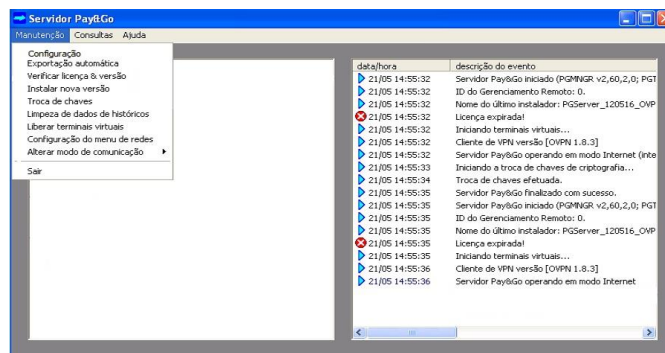 Servidor Pay&Go
Manutenção Consultas Ajuda
Configuração
Exportação automática
Verificar licença & versão
Instalar nova versão
Troca de chaves
Limpeza de dados de históricos
Liberar terminais virtuais
Configuração do menu de redes
Alterar modo de comunicação
Sair
data/hora descrição do evento
21/05 14:55:32 Servidor Pay&Go iniciado (PGMNGR v2,60,2,0; PGT
21/05 14:55:32 ID do Gerenciamento Remoto: 0.
21/05 14:55:32 Nome do último instalador: PGServer_120516_OVP
21/05 14:55:32 Licença expirada!
21/05 14:55:32 Iniciando terminais virtuais...
21/05 14:55:32 Cliente de VPN versão [OVPN 1.8.3]
21/05 14:55:32 Servidor Pay&Go operando em modo Internet (inte
21/05 14:55:33 Iniciando a troca de chaves de criptografia...
21/05 14:55:34 Troca de chaves efetuada.
21/05 14:55:35 Servidor Pay&Go finalizado com sucesso.
21/05 14:55:35 Servidor Pay&Go iniciado (PGMNGR v2,60,2,0; PGT
21/05 14:55:35 ID do Gerenciamento Remoto: 0.
21/05 14:55:35 Nome do último instalador: PGServer_120516_OVP
21/05 14:55:35 Licença expirada!
21/05 14:55:35 Iniciando terminais virtuais...
21/05 14:55:36 Cliente de VPN versão [OVPN 1.8.3]
21/05 14:55:36 Servidor Pay&Go operando em modo Internet